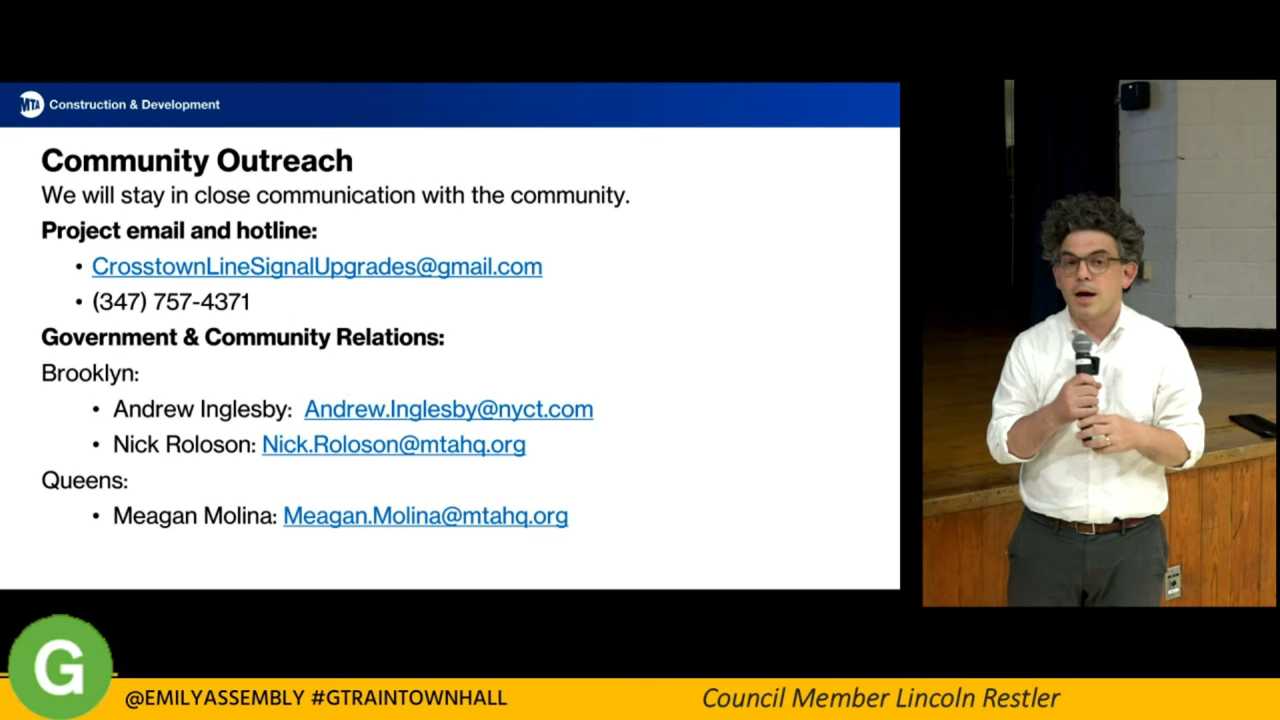 MTA Construction & Development
Community Outreach
We will stay in close communication with the community.
Project email and hotline:
• CrosstownLineSignalUpgrades@gmail.com
• (347) 757-4371
Government & Community Relations:
Brooklyn:
• Andrew Inglesby: Andrew.Inglesby@nyct.com
• Nick Roloson: Nick.Roloson@mtahq.org
Queens:
• Meagan Molina: Meagan.Molina@mtahq.org
G
@EMILYASSEMBLY #GTRAINTOWNHALL
Council Member Lincoln Restler